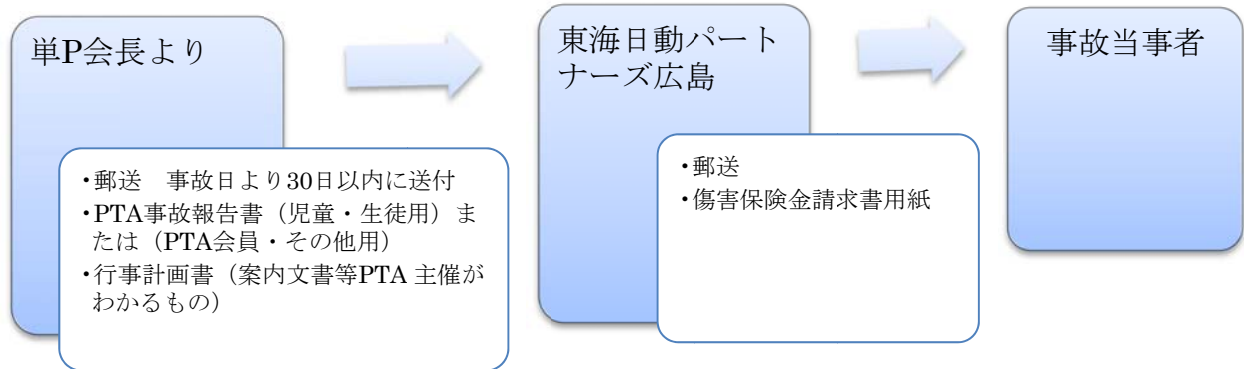 単P会長より
・郵送　事故日より30日以内に送付
・PTA事故報告書（児童・生徒用）ま
たは（PTA会員・その他用）
・行事計画書（案内文書等PTA 主催が
わかるもの）
東海日動パート
ナーズ広島
・郵送
・傷害保険金請求書用紙
事故当事者